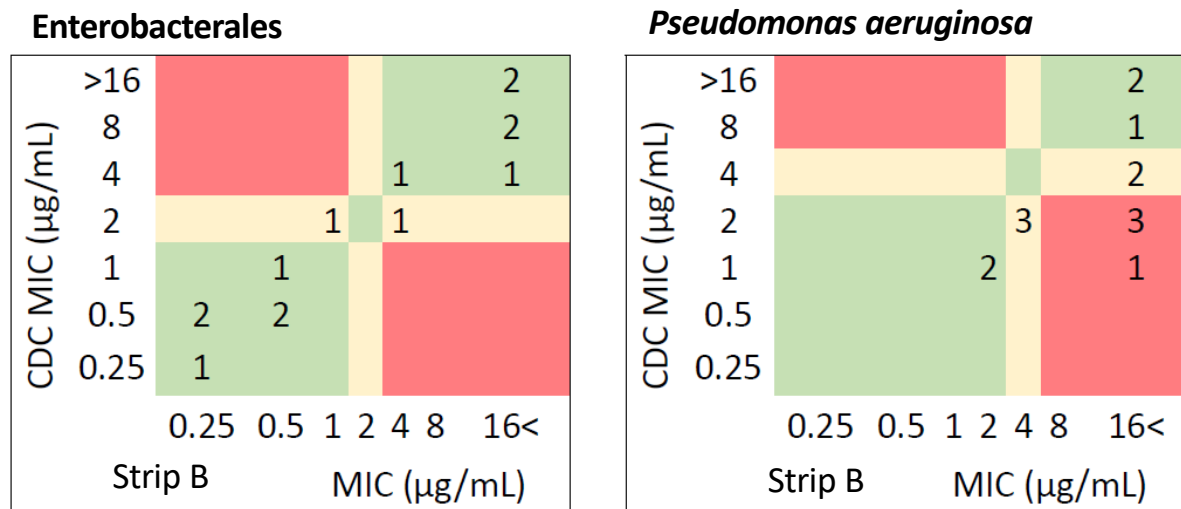 Enterobacterales
CDC MIC (µg/mL)
>16 2
8 2
4 1 1
2 1 1
1 1
0.5 2 2
0.25 1
0.25 0.5 1 2 4 8 16<
Strip B MIC (µg/mL)
Pseudomonas aeruginosa
CDC MIC (µg/mL)
>16 2
8 1
4 2
2 3 3
1 2 1
0.5
0.25
0.25 0.5 1 2 4 8 16<
Strip B MIC (µg/mL)